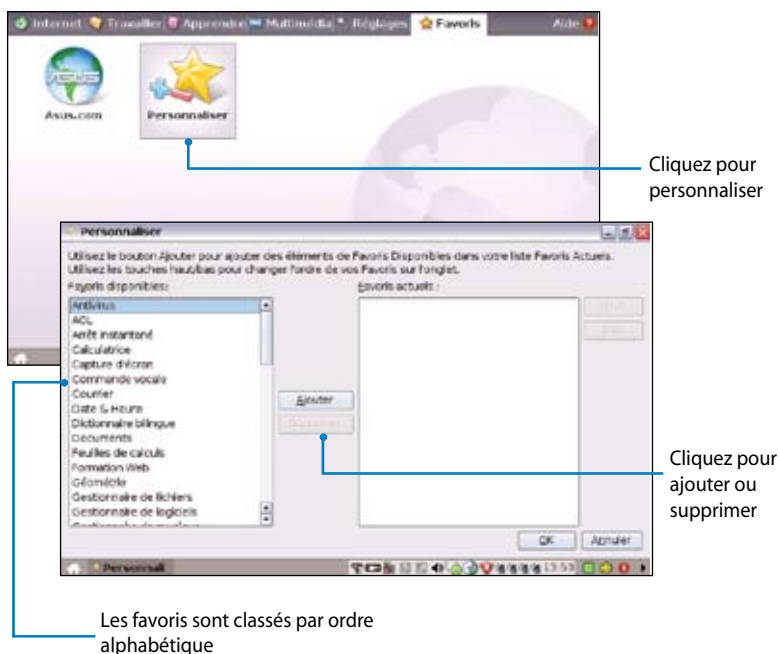 Internet Travailler Apprendre Multimédia Réglages Favoris Aide
Asus.com
Personnaliser
Cliquez pour
personnaliser
Personnaliser
Utilisez le bouton Ajouter pour ajouter des éléments de Favoris Disponibles dans votre liste Favoris Actuels.
Utilisez les touches haut/bas pour changer l'ordre de vos Favoris sur l'onglet.
Favoris disponibles:
Favoris actuels :
Antivirus
AOL
Arrêt instantané
Calculatrice
Capture d'écran
Commande vocale
Courrier
Date & Heure
Dictionnaire bilingue
Documents
Feuilles de calculs
Formation Web
Géométrie
Gestionnaire de fichiers
Gestionnaire de logiciels
Ajouter
Cliquez pour
ajouter ou
supprimer
OK
Annuler
Personnali
Les favoris sont classés par ordre
alphabétique